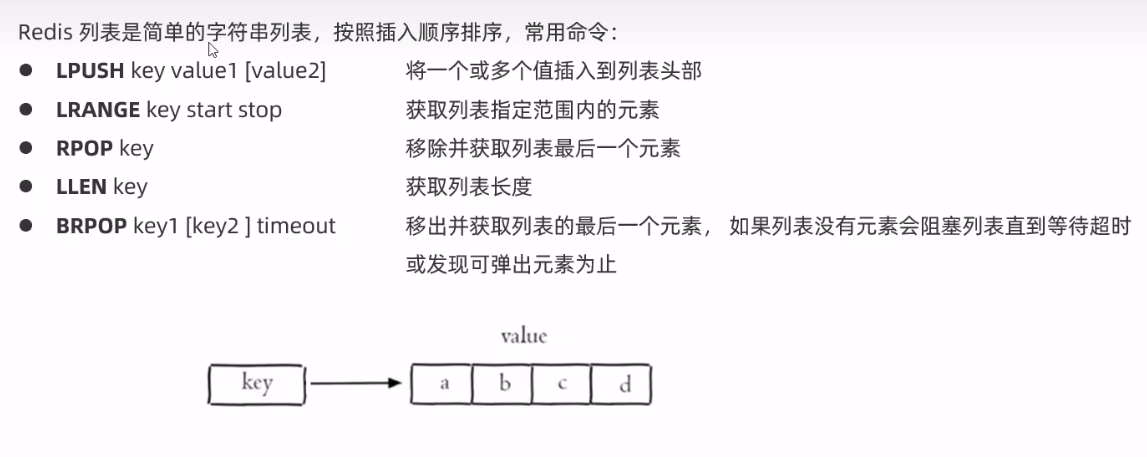 Redis 列表是简单的字符串列表，按照插入顺序排序，常用命令：
● LPUSH key value1 [value2] 将一个或多个值插入到列表头部
● LRANGE key start stop 获取列表指定范围内的元素
● RPOP key 移除并获取列表最后一个元素
● LLEN key 获取列表长度
● BRPOP key1 [key2 ] timeout 移出并获取列表的最后一个元素， 如果列表没有元素会阻塞列表直到等待超时
或发现可弹出元素为止
value
key a b c d